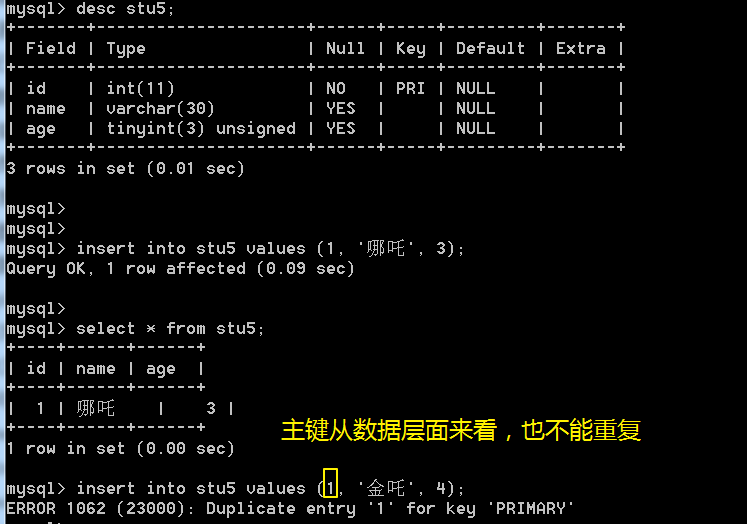 mysql> desc stu5;
+-------+---------------------+------+-----+---------+-------+
| Field | Type                | Null | Key | Default | Extra |
+-------+---------------------+------+-----+---------+-------+
| id    | int(11)             | NO   | PRI | NULL    |       |
| name  | varchar(30)         | YES  |     | NULL    |       |
| age   | tinyint(3) unsigned | YES  |     | NULL    |       |
+-------+---------------------+------+-----+---------+-------+
3 rows in set (0.01 sec)
mysql>
mysql>
mysql> insert into stu5 values (1, '哪吒', 3);
Query OK, 1 row affected (0.09 sec)
mysql>
mysql> select * from stu5;
+----+------+------+
| id | name | age  |
+----+------+------+
|  1 | 哪吒    |    3 |
+----+------+------+
主键从数据层面来看，也不能重复
1 row in set (0.00 sec)
mysql> insert into stu5 values (1, '金吒', 4);
ERROR 1062 (23000): Duplicate entry '1' for key 'PRIMARY'
mysql>